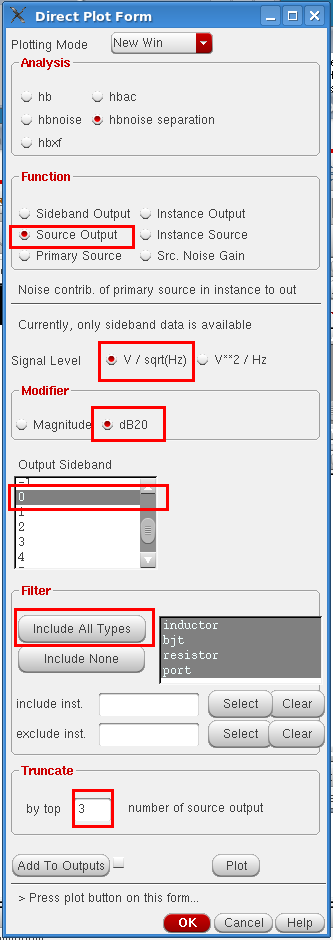 Direct Plot Form
Plotting Mode New Win
Analysis
hb hbac
hbnoise hbnoise separation
hbxf
Function
Sideband Output Instance Output
Source Output Instance Source
Primary Source Src. Noise Gain
Noise contrib. of primary source in instance to out
Currently, only sideband data is available
Signal Level V / sqrt(Hz) V**2 / Hz
Modifier
Magnitude dB20
Output Sideband
-1
0
1
2
3
4
Filter
Include All Types
Include None
inductor
bjt
resistor
port
include inst. Select Clear
exclude inst. Select Clear
Truncate
by top 3 number of source output
Add To Outputs Plot
> Press plot button on this form...
OK Cancel Help